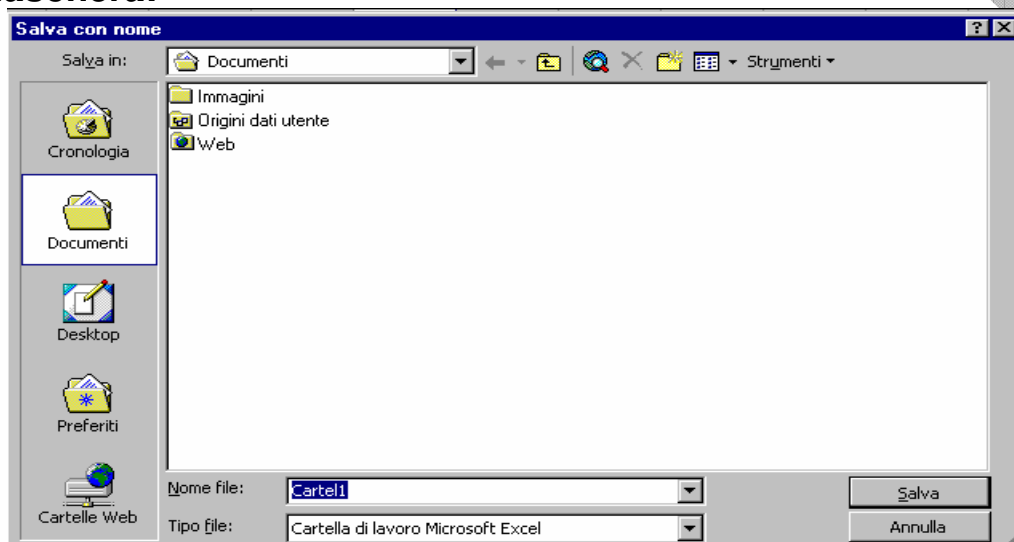 Salva con nome
Salva in: Documenti Strumenti
Immagini
Origini dati utente
Web
Cronologia
Documenti
Desktop
Preferiti
Cartelle Web
Nome file: Cartel1 Salva
Tipo file: Cartella di lavoro Microsoft Excel Annulla